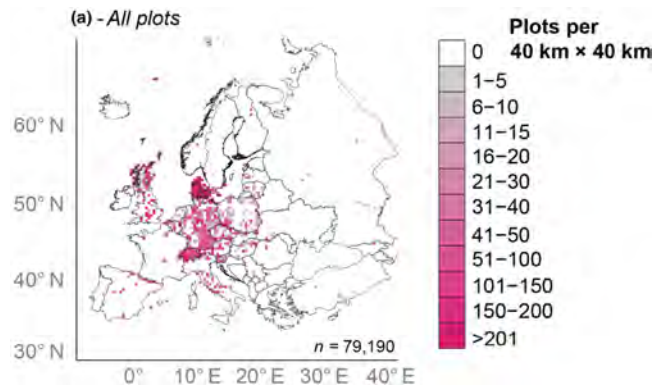 (a) - All plots
Plots per
40 km × 40 km
0
1−5
6−10
11−15
16−20
21−30
31−40
41−50
51−100
101−150
150−200
>201
60° N
50° N
40° N
30° N
n = 79,190
0° 10° E 20° E 30° E 40° E